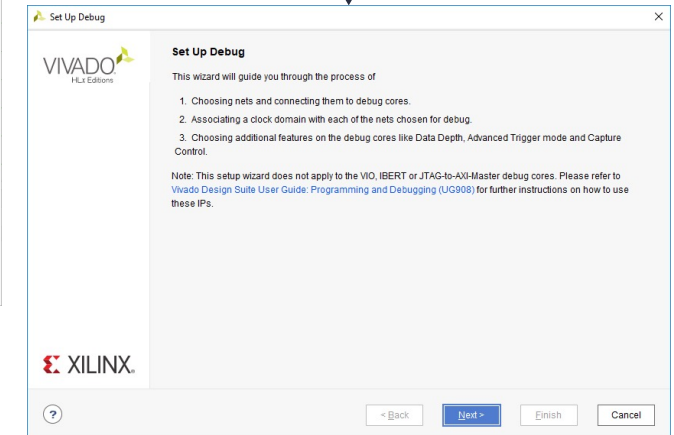 Set Up Debug
VIVADO
HLx Editions
Set Up Debug
This wizard will guide you through the process of
1. Choosing nets and connecting them to debug cores.
2. Associating a clock domain with each of the nets chosen for debug.
3. Choosing additional features on the debug cores like Data Depth, Advanced Trigger mode and Capture
Control.
Note: This setup wizard does not apply to the VIO, IBERT or JTAG-to-AXI-Master debug cores. Please refer to
Vivado Design Suite User Guide: Programming and Debugging (UG908) for further instructions on how to use
these IPs.
XILINX.
?
< Back
Next >
Finish
Cancel